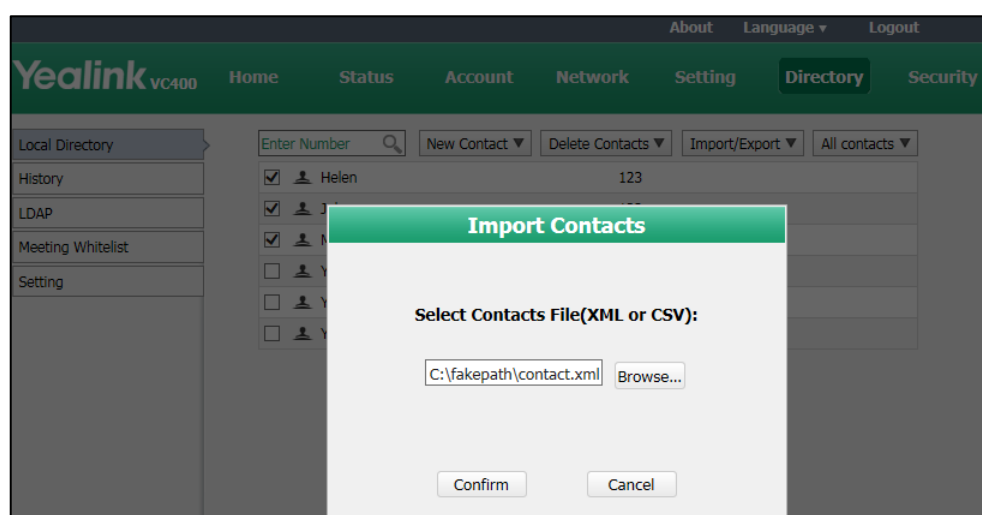 About Language Logout
Yealink VC400 Home Status Account Network Setting Directory Security
Local Directory
Enter Number New Contact Delete Contacts Import/Export All contacts
History
Helen 123
LDAP
Meeting Whitelist
Setting
Import Contacts
Select Contacts File(XML or CSV):
C:\fakepath\contact.xml Browse...
Confirm Cancel